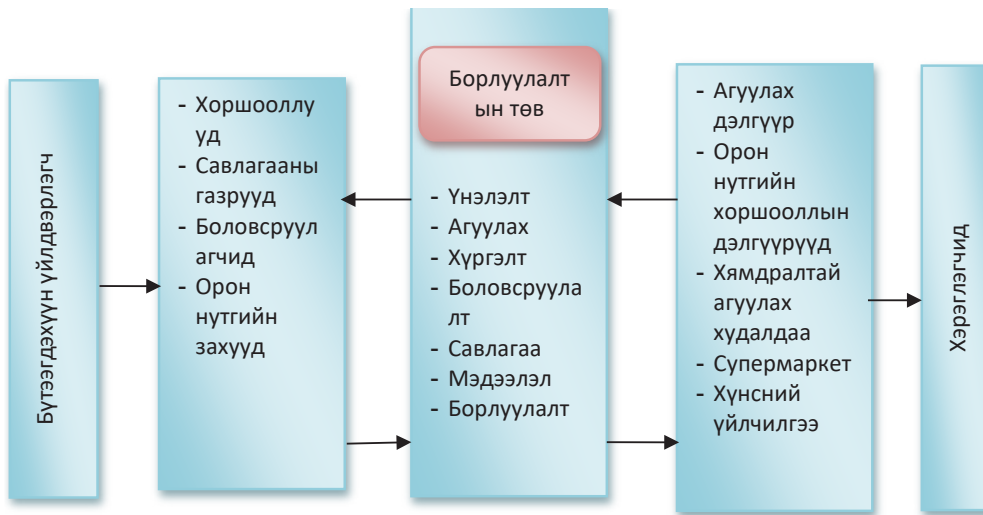 Бүтээгдэхүүн үйлдвэрлэгч
- Хоршооллу
уд
- Савлагааны
газрууд
- Боловсруул
агчид
- Орон
нутгийн
захууд
Борлуулалт
ын төв
- Үнэлэлт
- Агуулах
- Хүргэлт
- Боловсруула
лт
- Савлагаа
- Мэдээлэл
- Борлуулалт
- Агуулах
дэлгүүр
- Орон
нутгийн
хоршооллын
дэлгүүрүүд
- Хямдралтай
агуулах
худалдаа
- Супермаркет
- Хүнсний
үйлчилгээ
Хэрэглэгчид